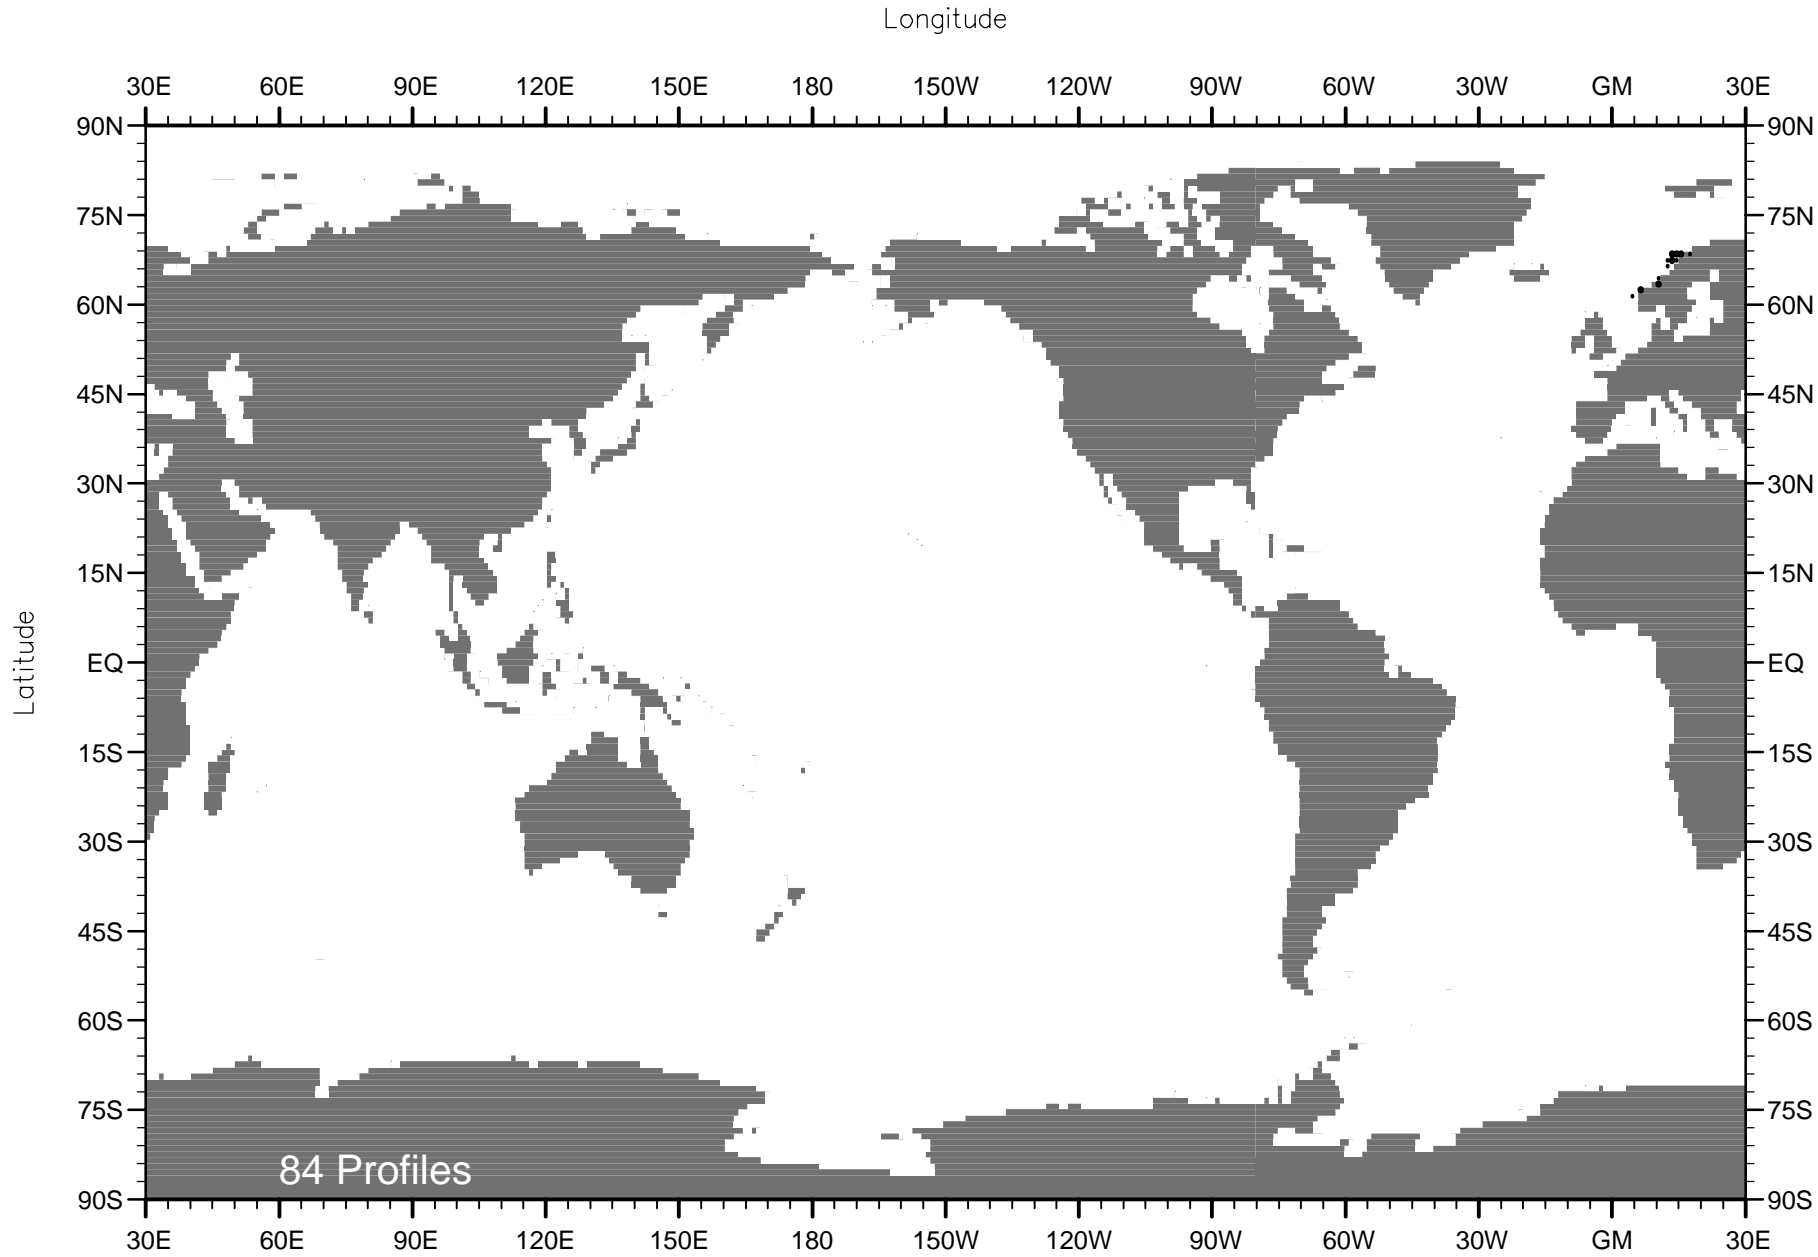 Longitude
30E 60E 90E 120E 150E 180 150W 120W 90W 60W 30W GM 30E
90N 90N
75N 75N
60N 60N
45N 45N
30N 30N
15N 15N
Latitude
EQ EQ
15S 15S
30S 30S
45S 45S
60S 60S
75S 75S
84 Profiles
90S 90S
30E 60E 90E 120E 150E 180 150W 120W 90W 60W 30W GM 30E